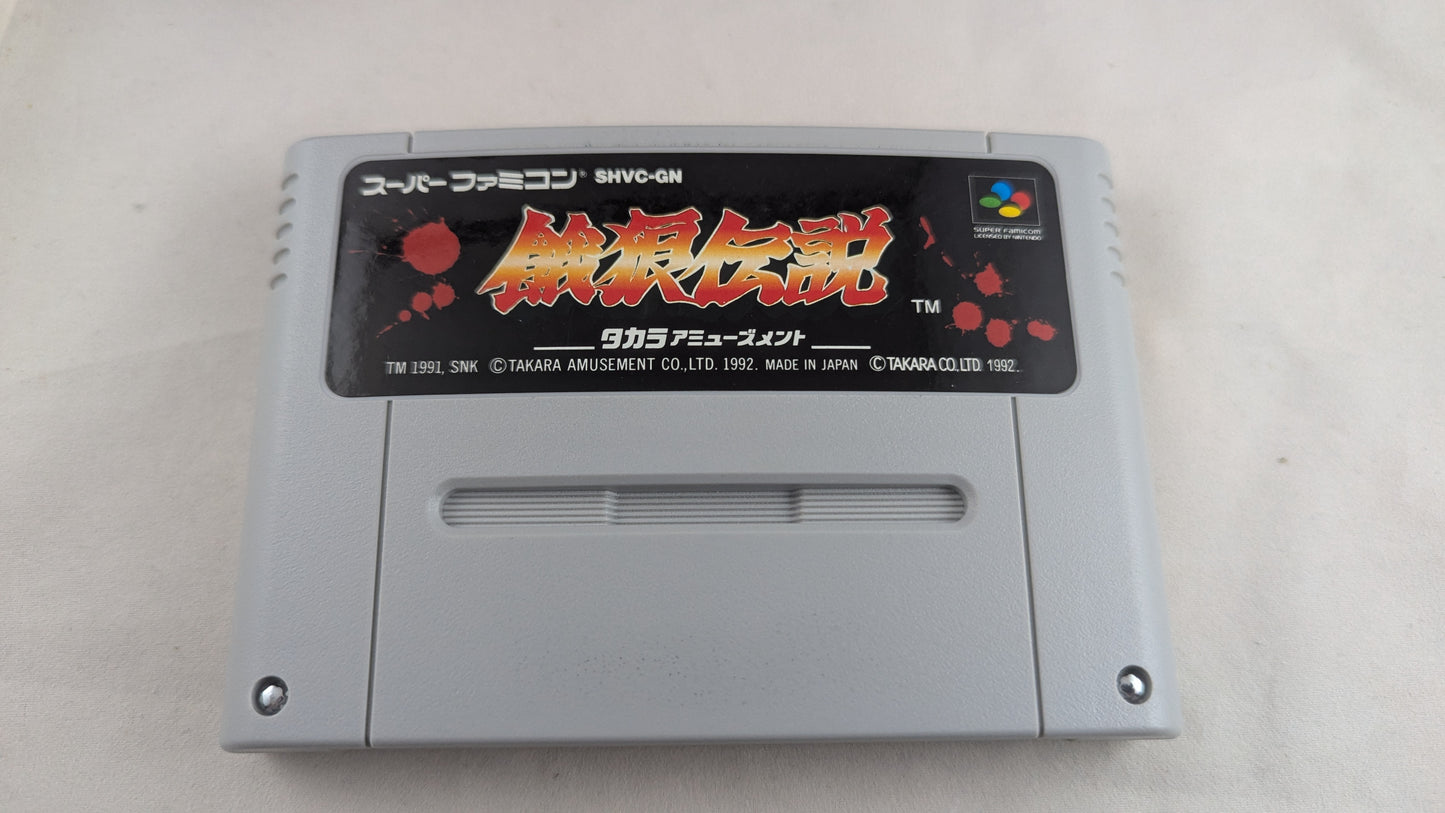 スーパーファミコン® SHVC-GN
SUPER FAMICOM
LICENSED BY NINTENDO
餓狼伝説 TM
タカラアミューズメント
TM 1991, SNK ©TAKARA AMUSEMENT CO.,LTD. 1992. MADE IN JAPAN ©TAKARA CO.,LTD. 1992.